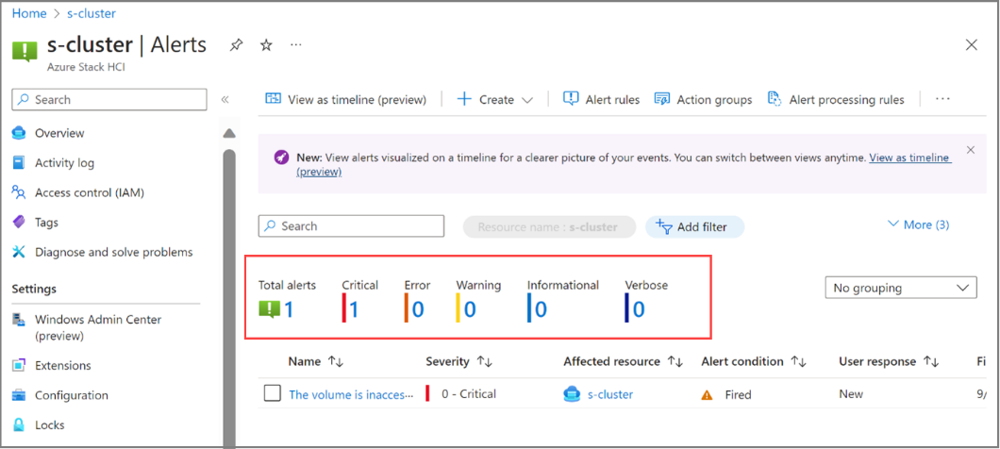 Home > s-cluster
s-cluster | Alerts
Azure Stack HCI
Search
Overview
Activity log
Access control (IAM)
Tags
Diagnose and solve problems
Settings
Windows Admin Center
(preview)
Extensions
Configuration
Locks
View as timeline (preview)
Create
Alert rules
Action groups
Alert processing rules
New: View alerts visualized on a timeline for a clearer picture of your events. You can switch between views anytime. View as timeline
(preview)
Search
Resource name : s-cluster
Add filter
More (3)
Total alerts Critical Error Warning Informational Verbose
1 1 0 0 0 0
No grouping
Name Severity Affected resource Alert condition User response Fi
The volume is inacces··· 0 - Critical s-cluster Fired New 9/